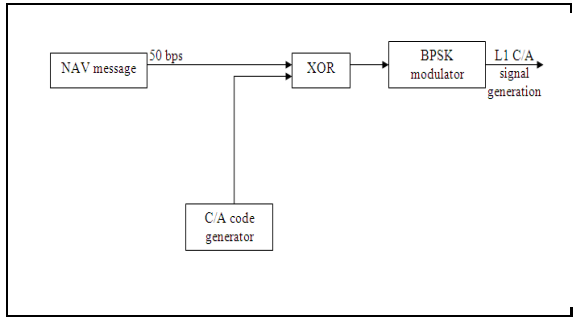 NAV message
50 bps
XOR
BPSK
modulator
L1 C/A
signal
generation
C/A code
generator